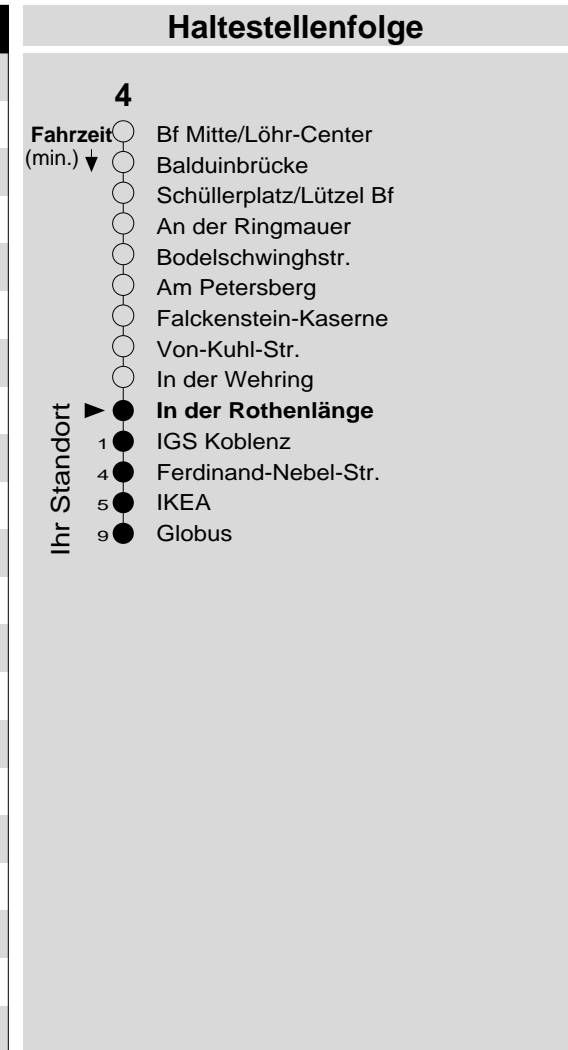 Haltestellenfolge
4
Fahrzeit Bf Mitte/Löhr-Center
(min.) Balduinbrücke
Schüllerplatz/Lützel Bf
An der Ringmauer
Bodelschwinghstr.
Am Petersberg
Falckenstein-Kaserne
Von-Kuhl-Str.
In der Wehring
Ihr Standort
In der Rothenlänge
1 IGS Koblenz
4 Ferdinand-Nebel-Str.
5 IKEA
9 Globus